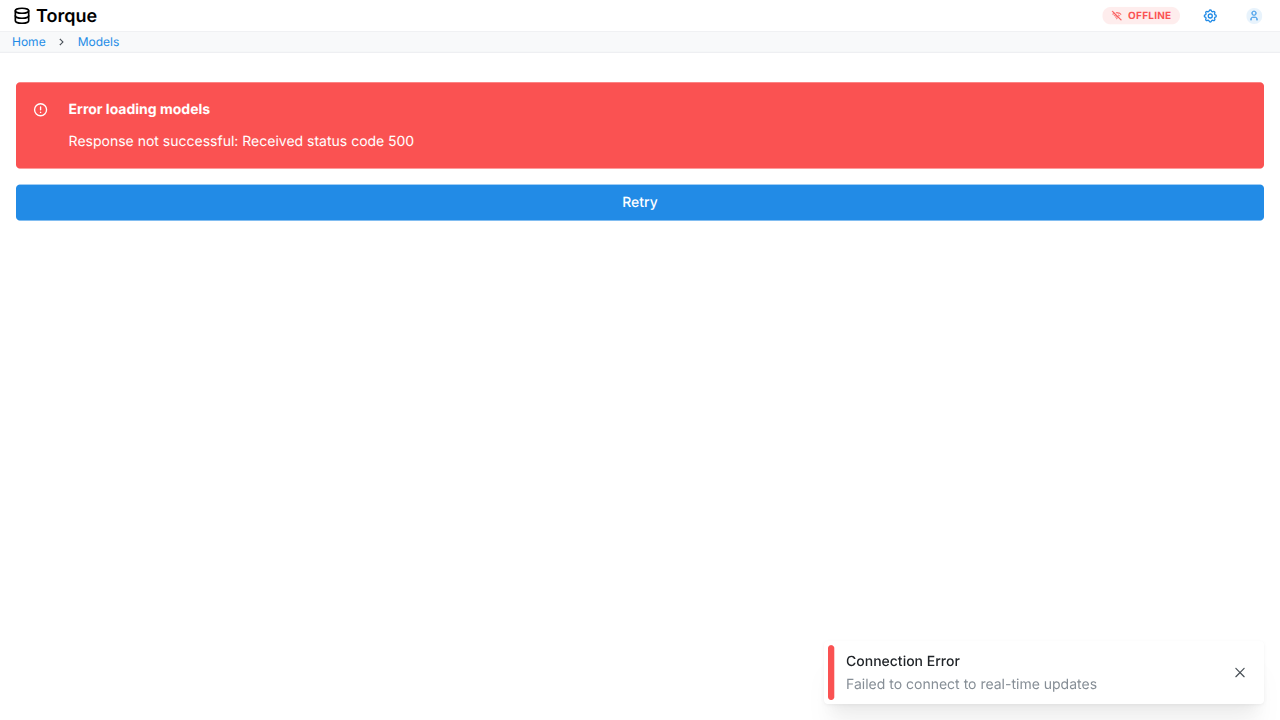 Torque
OFFLINE
Home > Models
Error loading models
Response not successful: Received status code 500
Retry
Connection Error
Failed to connect to real-time updates